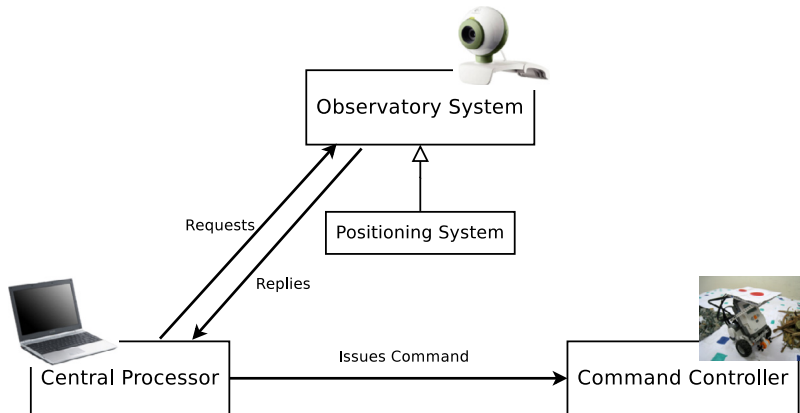 Observatory System
Requests
Positioning System
Replies
Issues Command
Central Processor
Command Controller